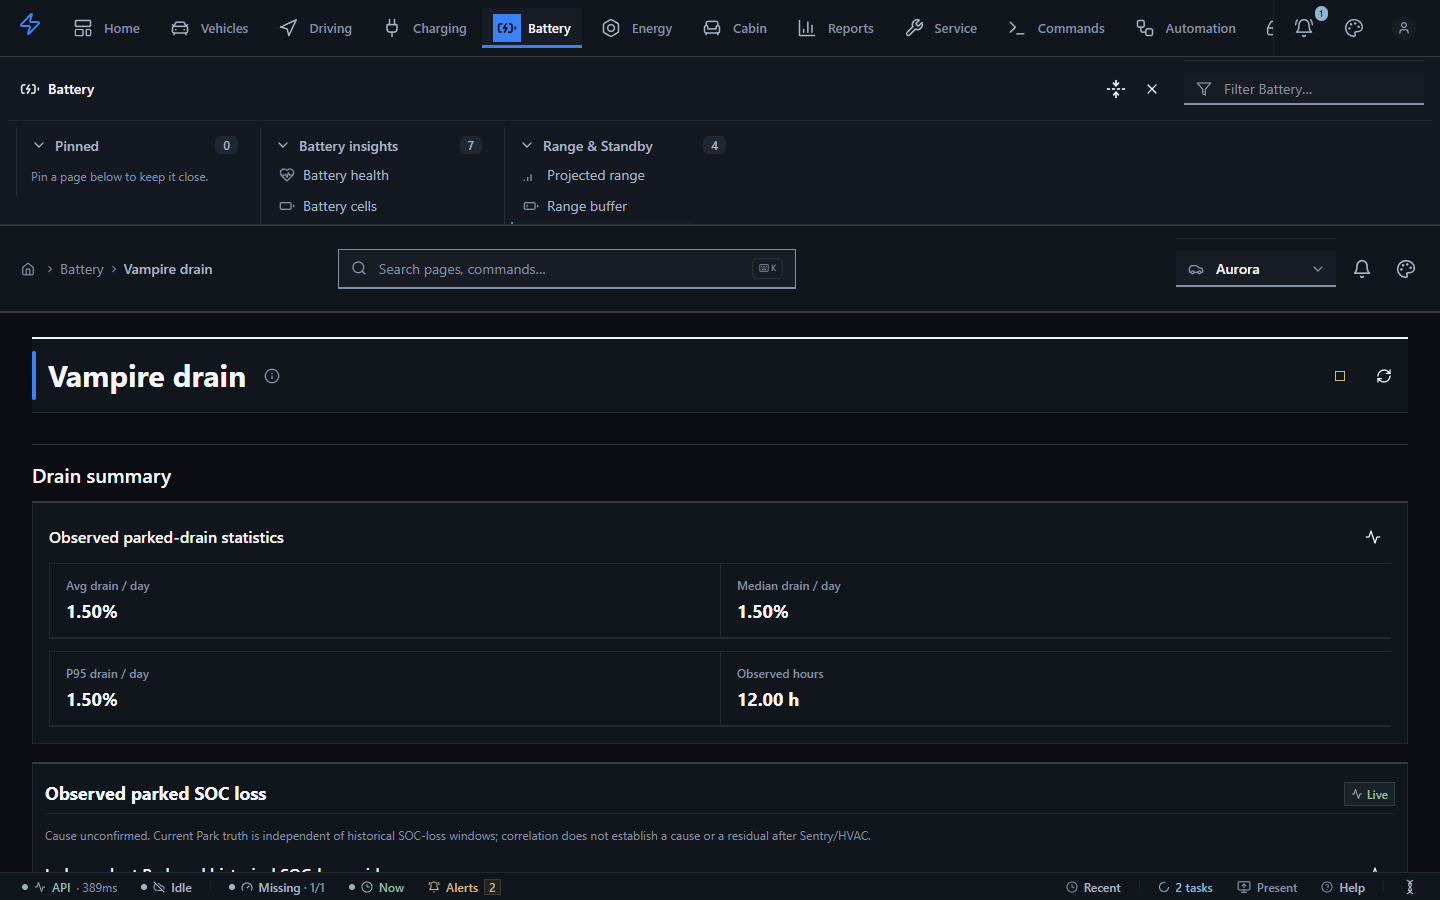 Home Vehicles Driving Charging Battery Energy Cabin Reports Service Commands Automation 1
Battery
Filter Battery...
Pinned 0
Pin a page below to keep it close.
Battery insights 7
Battery health
Battery cells
Range & Standby 4
Projected range
Range buffer
Battery Vampire drain
Search pages, commands... K
Aurora
Vampire drain
Drain summary
Observed parked-drain statistics
Avg drain / day
1.50%
Median drain / day
1.50%
P95 drain / day
1.50%
Observed hours
12.00 h
Observed parked SOC loss
Live
Cause unconfirmed. Current Park truth is independent of historical SOC-loss windows; correlation does not establish a cause or a residual after Sentry/HVAC.
API · 389ms Idle Missing · 1/1 Now Alerts 2 Recent 2 tasks Present Help